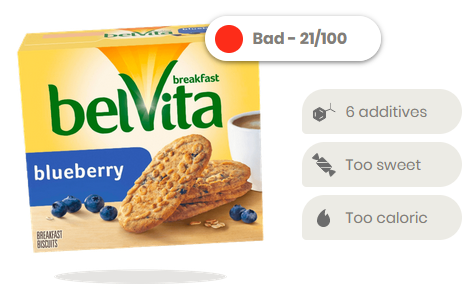 Bad - 21/100
breakfast
belVita
blueberry
BREAKFAST
BISCUITS
6 additives
Too sweet
Too caloric